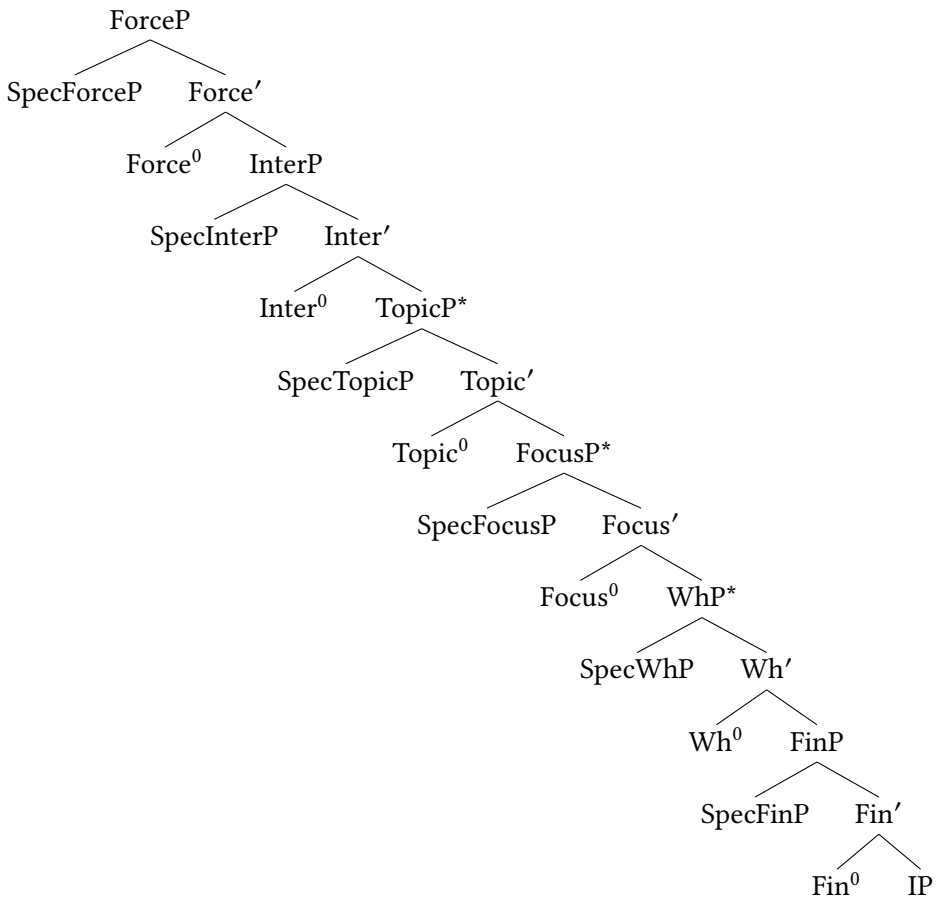 ForceP
SpecForceP Force′
Force⁰ InterP
SpecInterP Inter′
Inter⁰ TopicP*
SpecTopicP Topic′
Topic⁰ FocusP*
SpecFocusP Focus′
Focus⁰ WhP*
SpecWhP Wh′
Wh⁰ FinP
SpecFinP Fin′
Fin⁰ IP